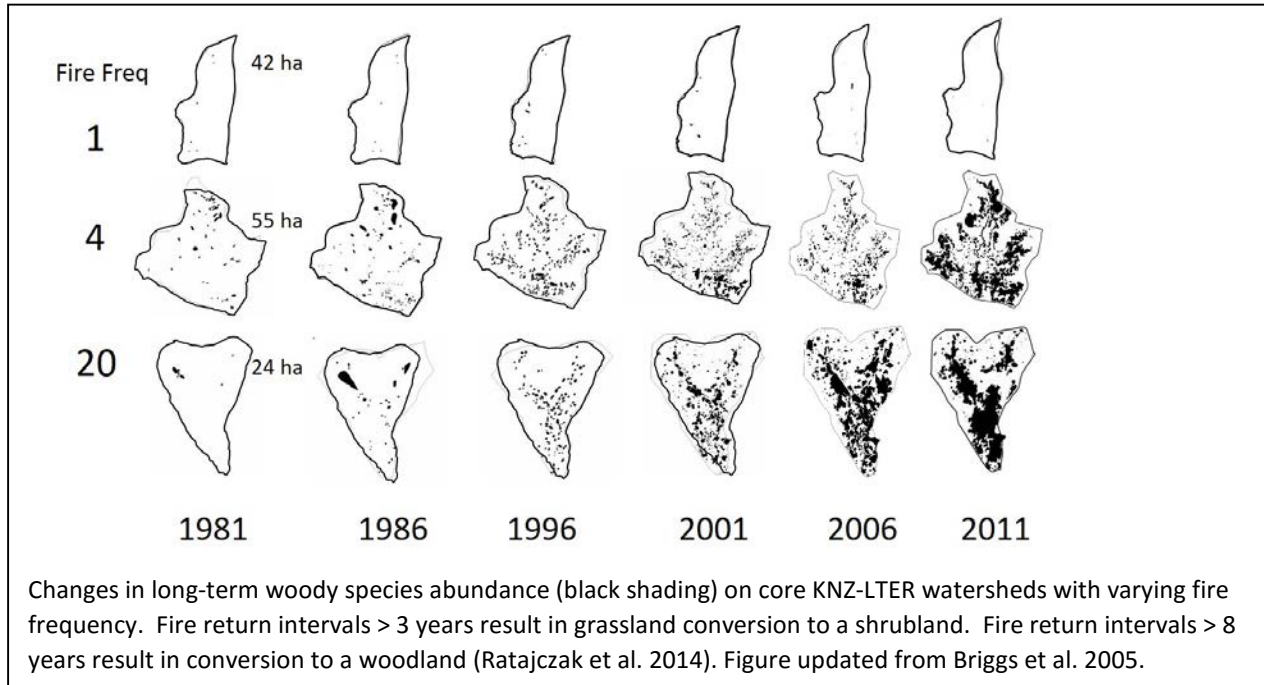 Fire Freq
42 ha
1
55 ha
4
20
24 ha
1981 1986 1996 2001 2006 2011
Changes in long-term woody species abundance (black shading) on core KNZ-LTER watersheds with varying fire
frequency. Fire return intervals > 3 years result in grassland conversion to a shrubland. Fire return intervals > 8
years result in conversion to a woodland (Ratajczak et al. 2014). Figure updated from Briggs et al. 2005.